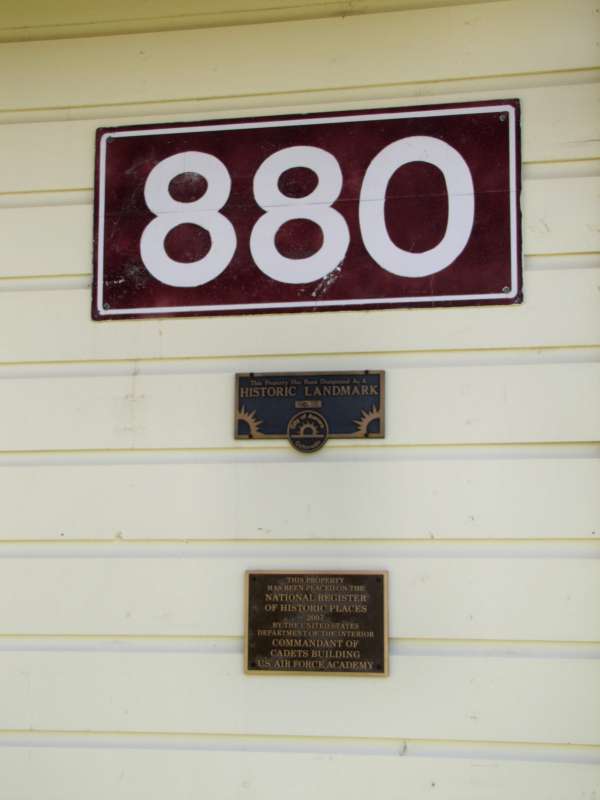 880
This Property Has Been Designated As A
HISTORIC LANDMARK
City of
THIS PROPERTY
HAS BEEN PLACED ON THE
NATIONAL REGISTER
OF HISTORIC PLACES
2007
BY THE UNITED STATES
DEPARTMENT OF THE INTERIOR
COMMANDANT OF
CADETS BUILDING
US AIR FORCE ACADEMY